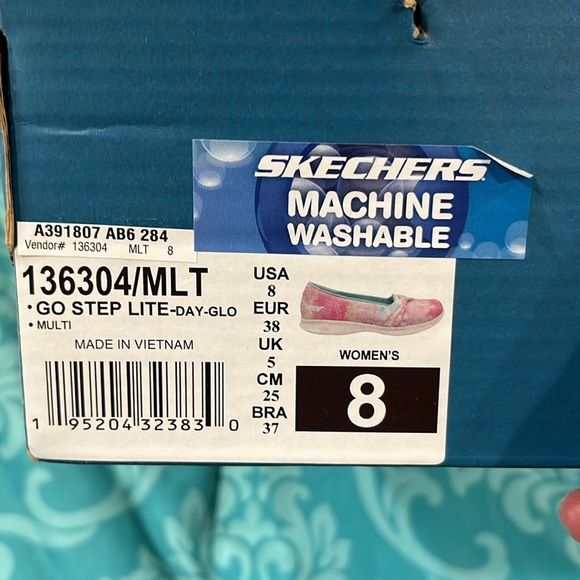 SKECHERS
MACHINE
WASHABLE
A391807 AB6 284
Vendor# 136304 MLT 8
136304/MLT
• GO STEP LITE-DAY-GLO
• MULTI
MADE IN VIETNAM
1 95204 32383 0
USA
8
EUR
38
UK
5
CM
25
BRA
37
WOMEN'S
8